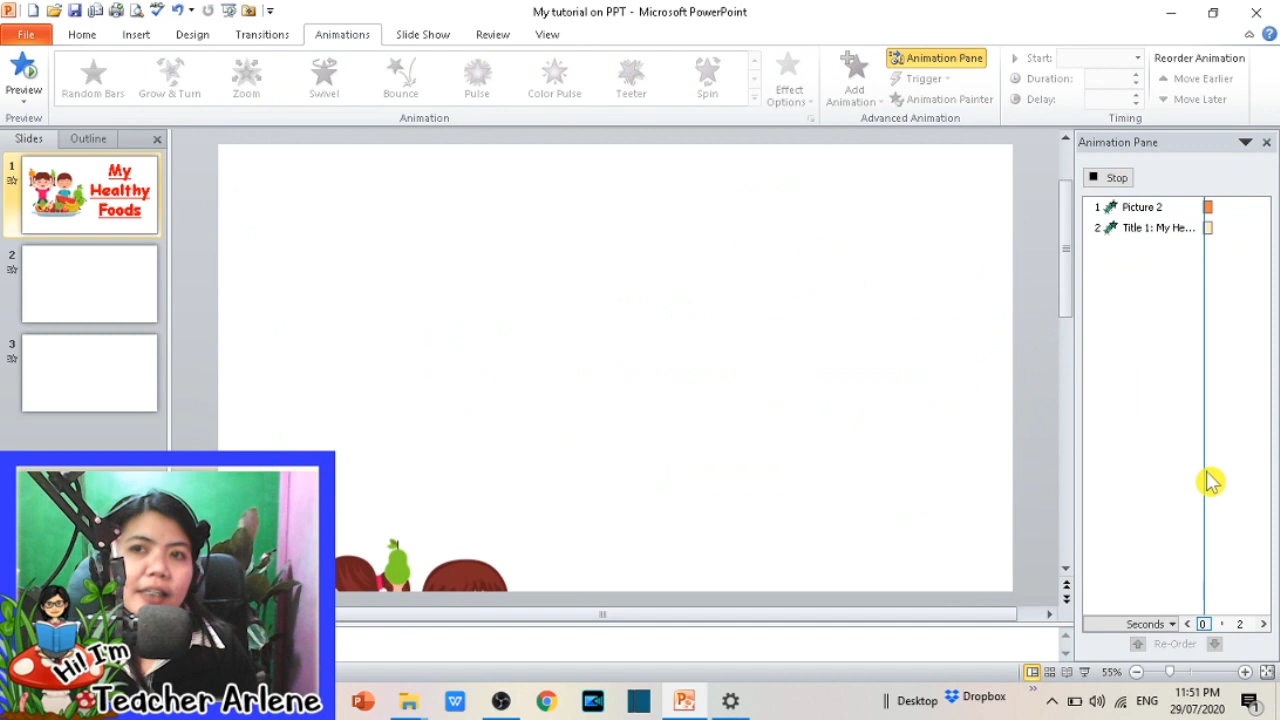 My tutorial on PPT - Microsoft PowerPoint
File Home Insert Design Transitions Animations Slide Show Review View
Preview
Random Bars Grow & Turn Zoom Swivel Bounce Pulse Color Pulse Teeter Spin
Effect Options
Add Animation
Animation Pane
Trigger
Animation Painter
Start:
Duration:
Delay:
Reorder Animation
Move Earlier
Move Later
Preview Animation Advanced Animation Timing
Slides Outline
1
My
Healthy
Foods
2
3
Animation Pane
Stop
1 Picture 2
2 Title 1: My He...
Seconds 0 2
Re-Order
55%
Hi! I'm
Teacher Arlene
Desktop Dropbox
ENG
11:51 PM
29/07/2020
1